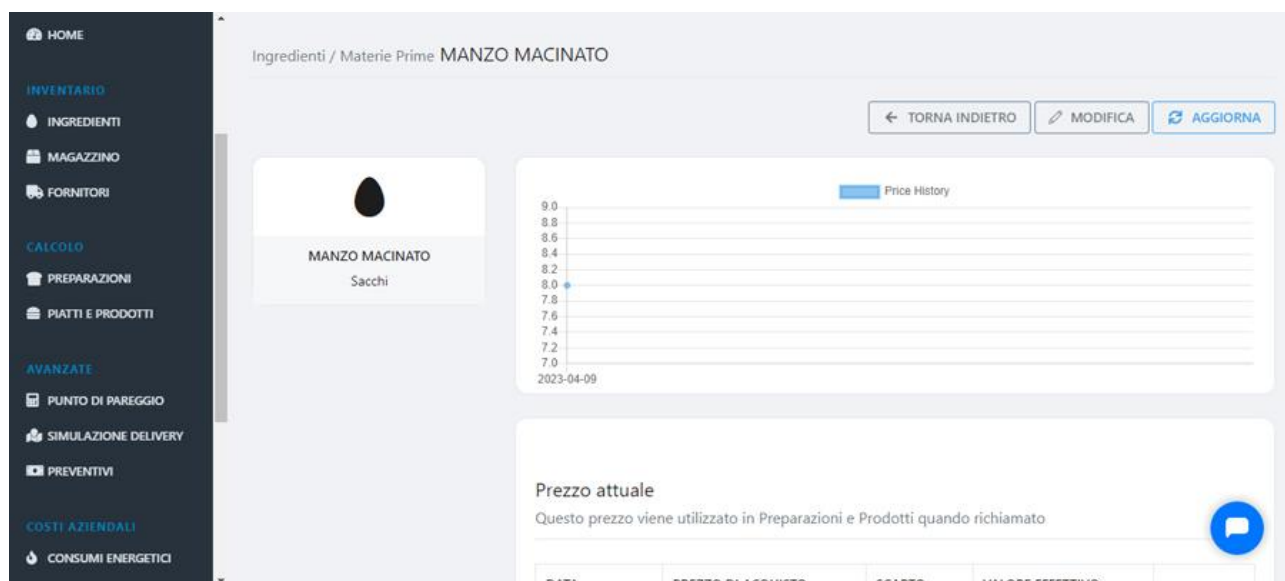 HOME
INVENTARIO
INGREDIENTI
MAGAZZINO
FORNITORI
CALCOLO
PREPARAZIONI
PIATTI E PRODOTTI
AVANZATE
PUNTO DI PAREGGIO
SIMULAZIONE DELIVERY
PREVENTIVI
COSTI AZIENDALI
CONSUMI ENERGETICI
Ingredienti / Materie Prime MANZO MACINATO
TORNA INDIETRO
MODIFICA
AGGIORNA
MANZO MACINATO
Sacchi
Price History
9.0
8.8
8.6
8.4
8.2
8.0
7.8
7.6
7.4
7.2
7.0
2023-04-09
Prezzo attuale
Questo prezzo viene utilizzato in Preparazioni e Prodotti quando richiamato